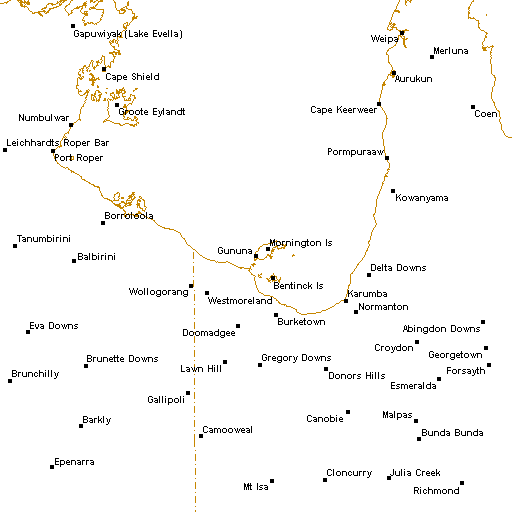 Gapuwiyak (Lake Evella)
Weipa
Merluna
Cape Shield
Aurukun
Groote Eylandt
Cape Keerweer
Coen
Numbulwar
Leichhardts Roper Bar
Port Roper
Pormpuraaw
Kowanyama
Borroloola
Tanumbirini
Mornington Is
Gununa
Balbirini
Delta Downs
Bentinck Is
Wollogorang
Westmoreland
Karumba
Normanton
Burketown
Eva Downs
Doomadgee
Abingdon Downs
Croydon
Georgetown
Brunette Downs
Lawn Hill
Gregory Downs
Forsayth
Brunchilly
Donors Hills
Esmeralda
Gallipoli
Canobie
Malpas
Barkly
Camooweal
Bunda Bunda
Epenarra
Mt Isa
Cloncurry
Julia Creek
Richmond